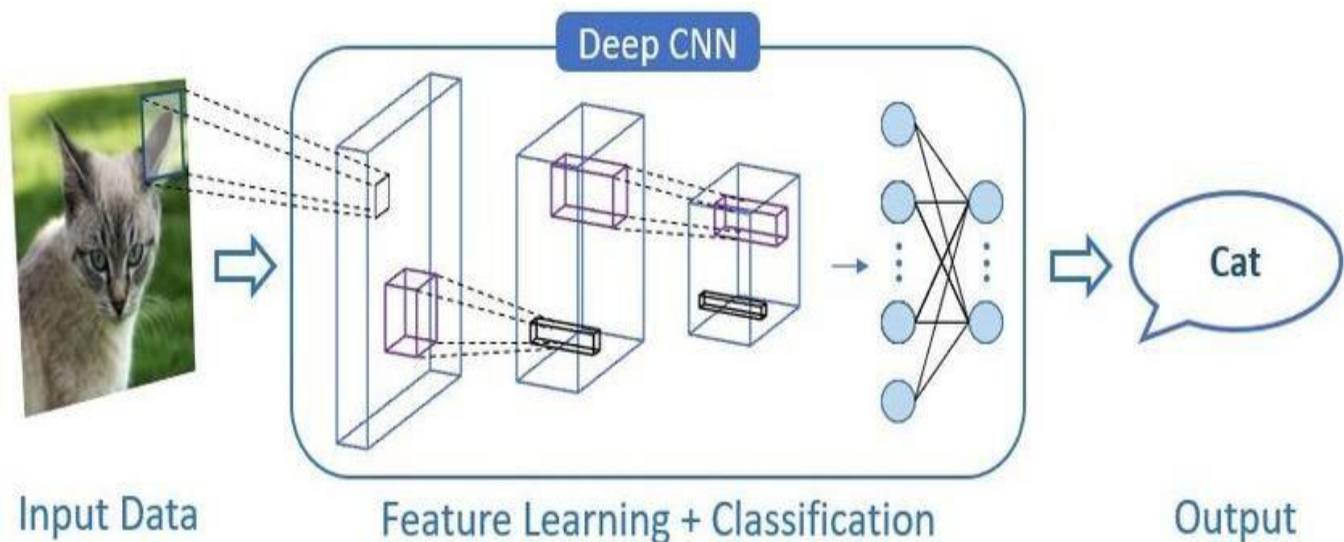 Deep CNN
Cat
Input Data
Feature Learning + Classification
Output